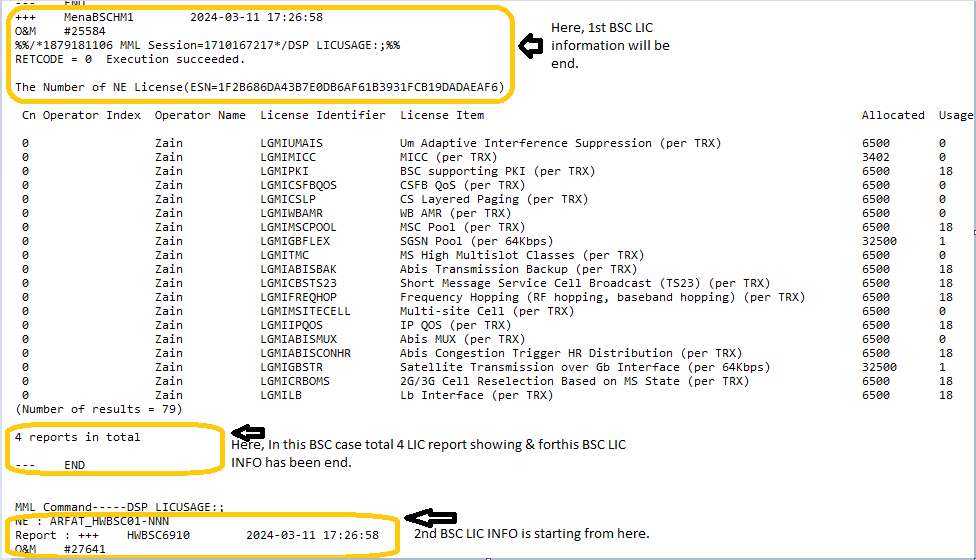 ---    END
+++    MenaBSCHM1        2024-03-11 17:26:58
O&M    #25584
%%/*1879181106 MML Session=1710167217*/DSP LICUSAGE:;%%
RETCODE = 0  Execution succeeded.
Here, 1st BSC LIC
information will be
end.
The Number of NE License(ESN=1F2B686DA43B7E0DB6AF61B3931FCB19DADAEAF6)
Cn Operator Index  Operator Name  License Identifier  License Item  Allocated  Usage
0  Zain  LGMIUMAIS  Um Adaptive Interference Suppression (per TRX)  6500  0
0  Zain  LGMIMICC  MICC (per TRX)  3402  0
0  Zain  LGMIPKI  BSC supporting PKI (per TRX)  6500  18
0  Zain  LGMICSFBQOS  CSFB QoS (per TRX)  6500  0
0  Zain  LGMICSLP  CS Layered Paging (per TRX)  6500  0
0  Zain  LGMIWBAMR  WB AMR (per TRX)  6500  0
0  Zain  LGMIMSCPOOL  MSC Pool (per TRX)  6500  18
0  Zain  LGMIGBFLEX  SGSN Pool (per 64Kbps)  32500  1
0  Zain  LGMITMC  MS High Multislot Classes (per TRX)  6500  0
0  Zain  LGMIABISBAK  Abis Transmission Backup (per TRX)  6500  18
0  Zain  LGMICBSTS23  Short Message Service Cell Broadcast (TS23) (per TRX)  6500  18
0  Zain  LGMIFREQHOP  Frequency Hopping (RF hopping, baseband hopping) (per TRX)  6500  18
0  Zain  LGMIMSITECELL  Multi-site Cell (per TRX)  6500  0
0  Zain  LGMIIPQOS  IP QOS (per TRX)  6500  18
0  Zain  LGMIABISMUX  Abis MUX (per TRX)  6500  0
0  Zain  LGMIABISCONHR  Abis Congestion Trigger HR Distribution (per TRX)  6500  18
0  Zain  LGMIGBSTR  Satellite Transmission over Gb Interface (per 64Kbps)  32500  1
0  Zain  LGMICRBOMS  2G/3G Cell Reselection Based on MS State (per TRX)  6500  18
0  Zain  LGMILB  Lb Interface (per TRX)  6500  18
(Number of results = 79)
4 reports in total
---    END
Here, In this BSC case total 4 LIC report showing & forthis BSC LIC
INFO has been end.
MML Command-----DSP LICUSAGE:;
NE : ARFAT_HWBSC01-NNN
Report : +++    HWBSC6910        2024-03-11 17:26:58
O&M    #27641
2nd BSC LIC INFO is starting from here.